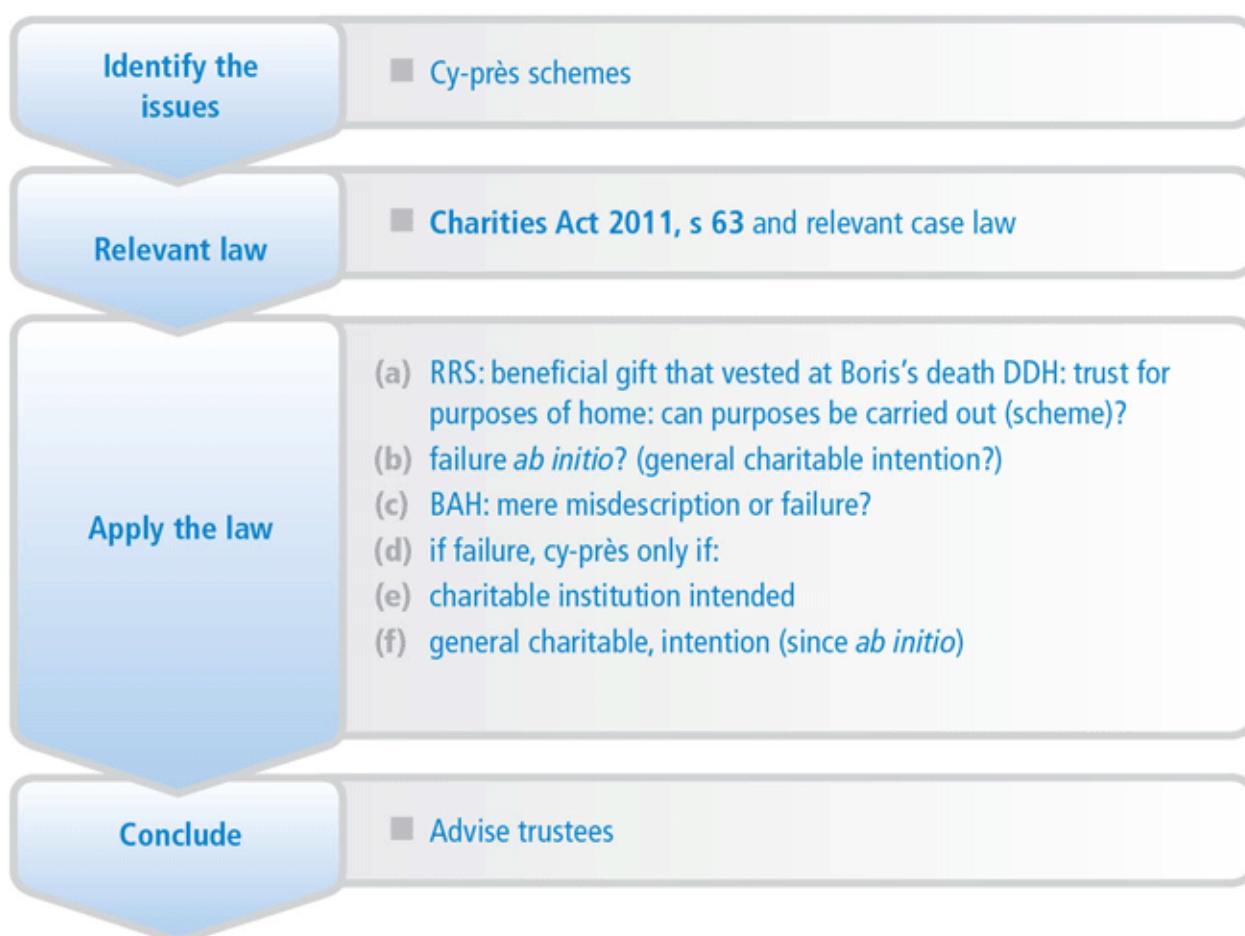 Identify the
issues
■ Cy-près schemes
Relevant law
■ Charities Act 2011, s 63 and relevant case law
Apply the law
(a) RRS: beneficial gift that vested at Boris’s death DDH: trust for
purposes of home: can purposes be carried out (scheme)?
(b) failure ab initio? (general charitable intention?)
(c) BAH: mere misdescription or failure?
(d) if failure, cy-près only if:
(e) charitable institution intended
(f) general charitable, intention (since ab initio)
Conclude
■ Advise trustees